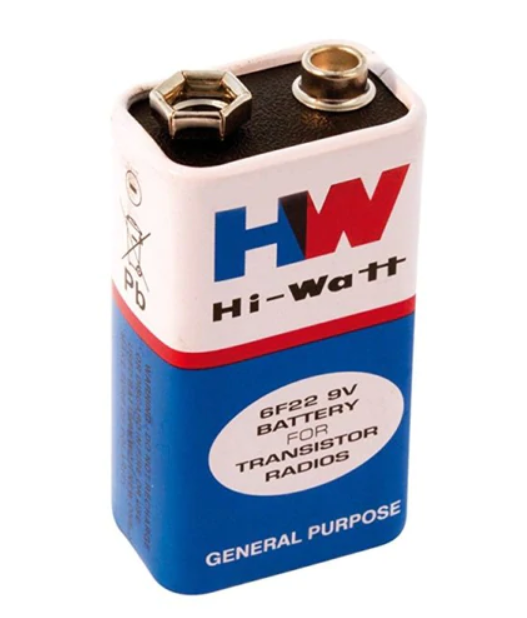 HW
Hi-Watt
6F22 9V
BATTERY
FOR
TRANSISTOR
RADIOS
GENERAL PURPOSE
Pb